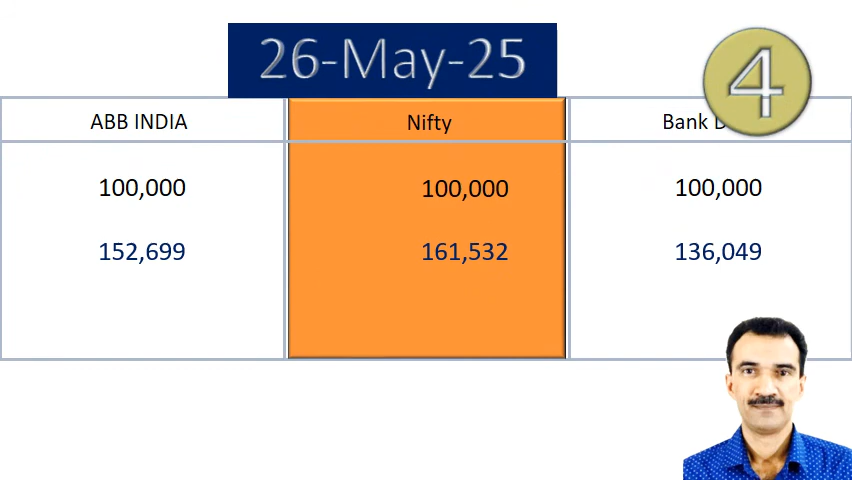 26-May-25
4
ABB INDIA Nifty Bank
100,000 100,000 100,000
152,699 161,532 136,049